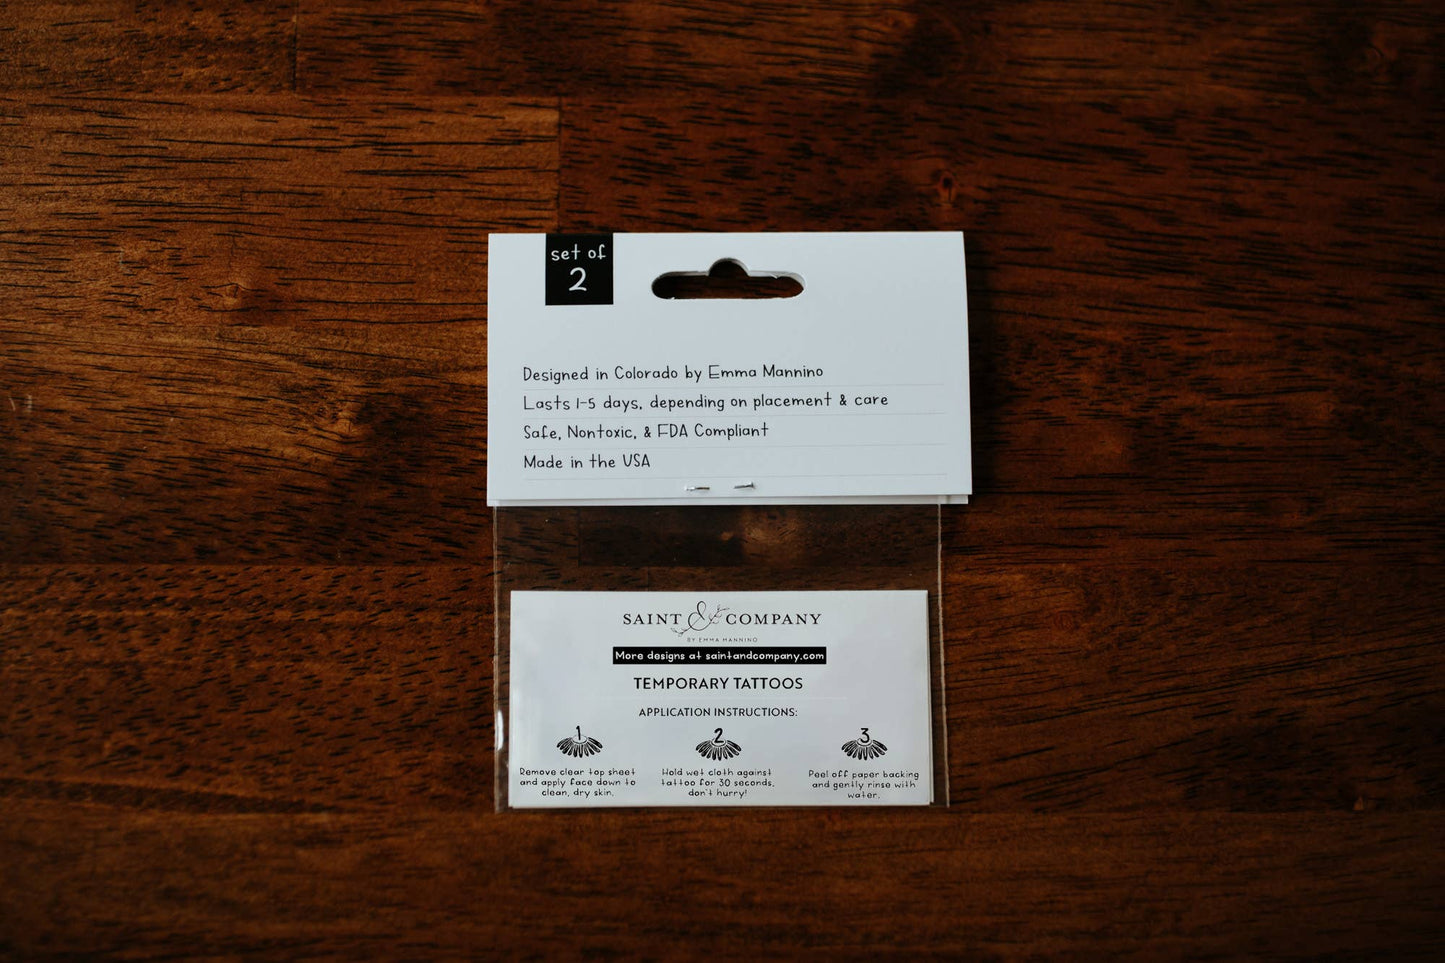 set of
2
Designed in Colorado by Emma Mannino
Lasts 1-5 days, depending on placement & care
Safe, Nontoxic, & FDA Compliant
Made in the USA
SAINT & COMPANY
BY EMMA MANNINO
More designs at saintandcompany.com
TEMPORARY TATTOOS
APPLICATION INSTRUCTIONS:
1
Remove clear top sheet
and apply face down to
clean, dry skin.
2
Hold wet cloth against
tattoo for 30 seconds,
don't hurry!
3
Peel off paper backing
and gently rinse with
water.